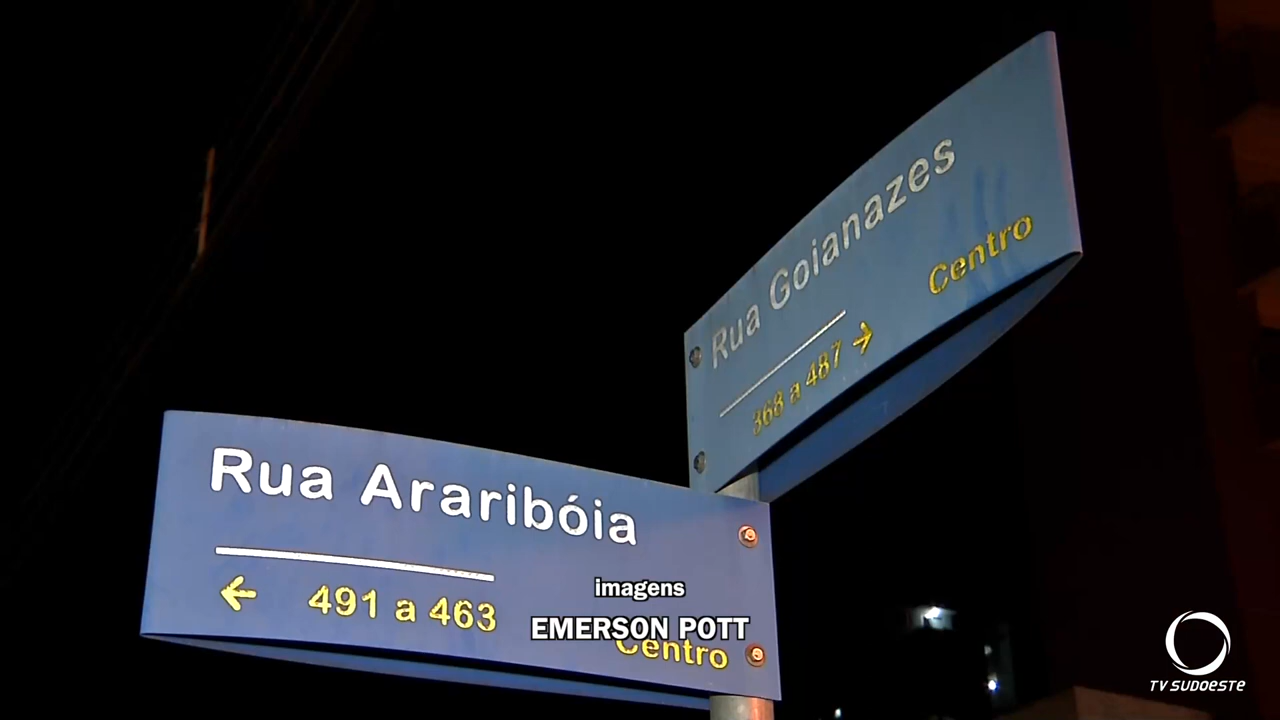 Rua Goianazes
Centro
368 a 487 →
Rua Araribóia
← 491 a 463
Centro
imagens
EMERSON POTT
TV SUDOESTE